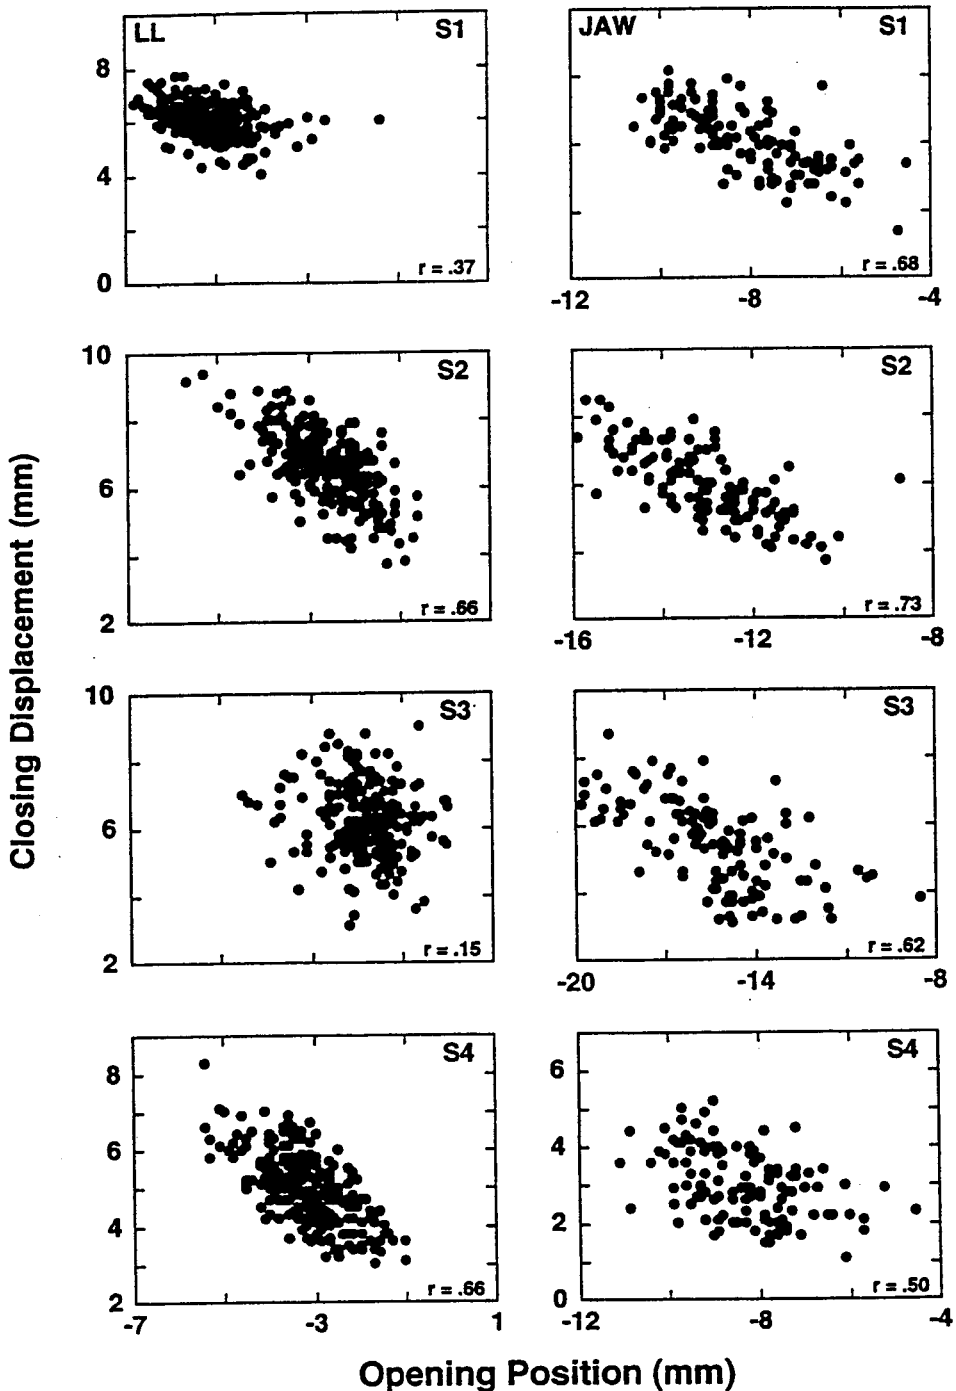 LL S1
8
4
0
r = .37
JAW S1
r = .68
-12 -8 -4
10
S2
6
2
r = .66
S2
r = .73
-16 -12 -8
10
S3
6
2
r = .15
S3
r = .62
-20 -14 -8
8
S4
6
4
2
r = .66
-7 -3 1
6
S4
4
2
0
r = .50
-12 -8 -4
Closing Displacement (mm)
Opening Position (mm)